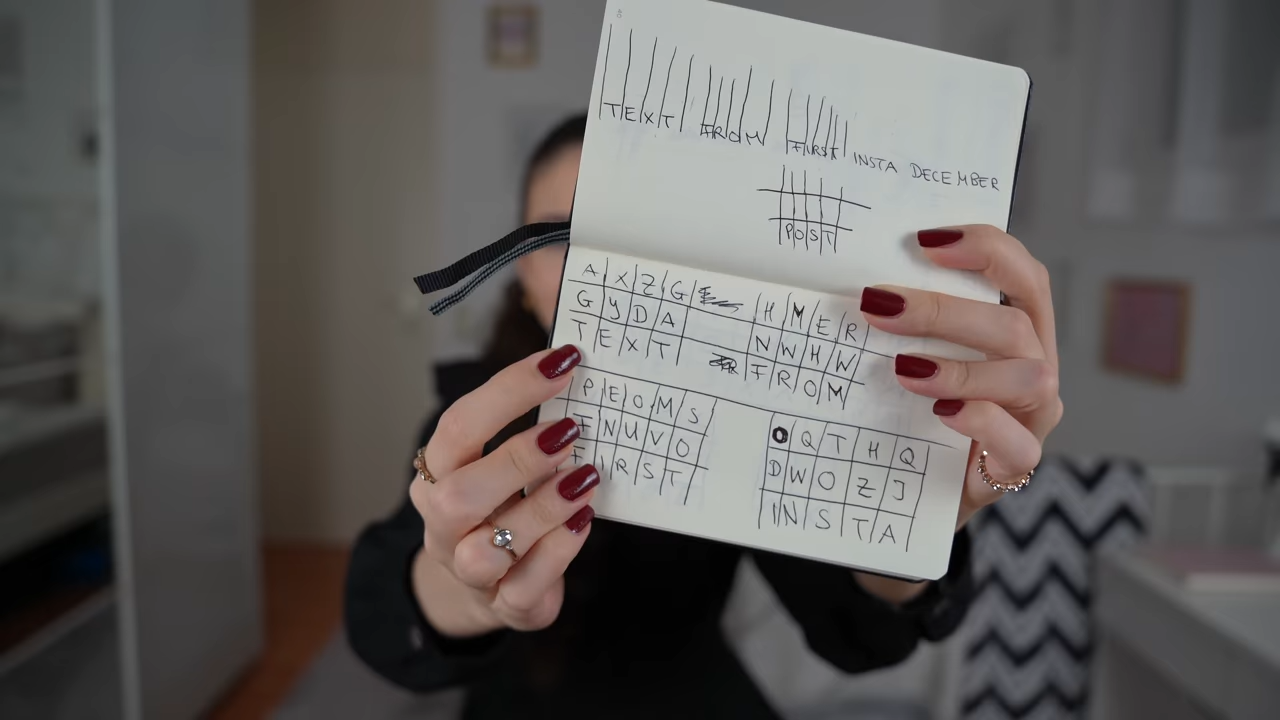 TEXT FROM FIRST INSTA DECEMBER
POST
A X Z G H M E R
G Y D A N W H W
T E X T F R O M
P E O M S
I N U V O
F I R S T
O Q T H Q
D W O Z J
I N S T A